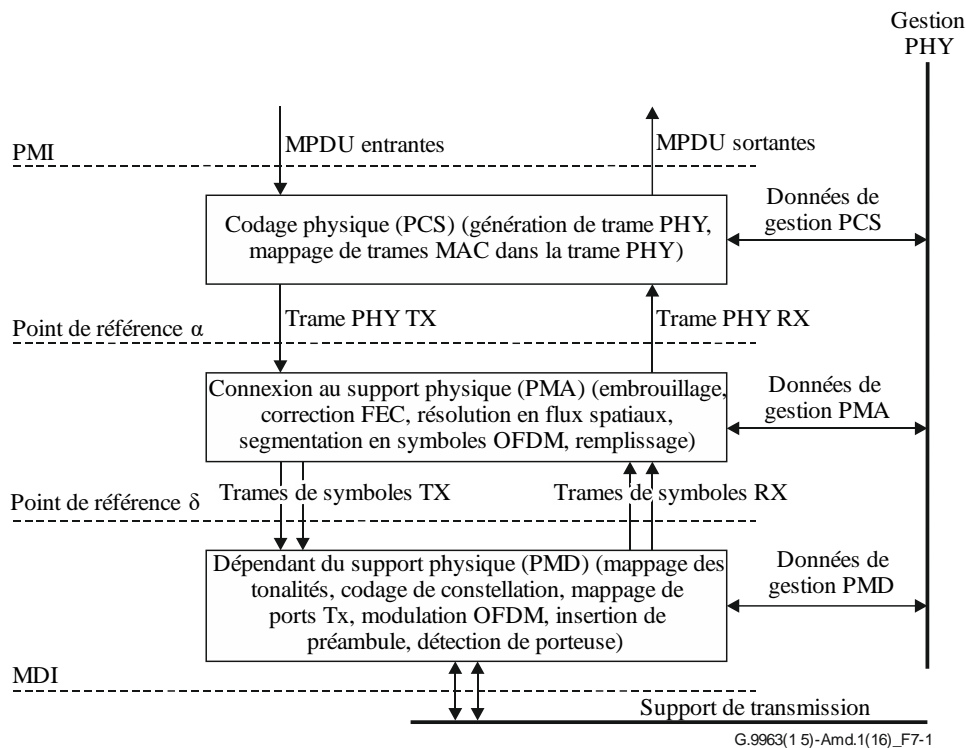 Gestion
PHY
MPDU entrantes
MPDU sortantes
PMI
Codage physique (PCS) (génération de trame PHY,
mappage de trames MAC dans la trame PHY)
Données de
gestion PCS
Trame PHY TX
Trame PHY RX
Point de référence α
Connexion au support physique (PMA) (embrouillage,
correction FEC, résolution en flux spatiaux,
segmentation en symboles OFDM, remplissage)
Données de
gestion PMA
Trames de symboles TX
Trames de symboles RX
Point de référence δ
Dépendant du support physique (PMD) (mappage des
tonalités, codage de constellation, mappage de
ports Tx, modulation OFDM, insertion de
préambule, détection de porteuse)
Données de
gestion PMD
MDI
Support de transmission
G.9963(1 5)-Amd.1(16)_F7-1